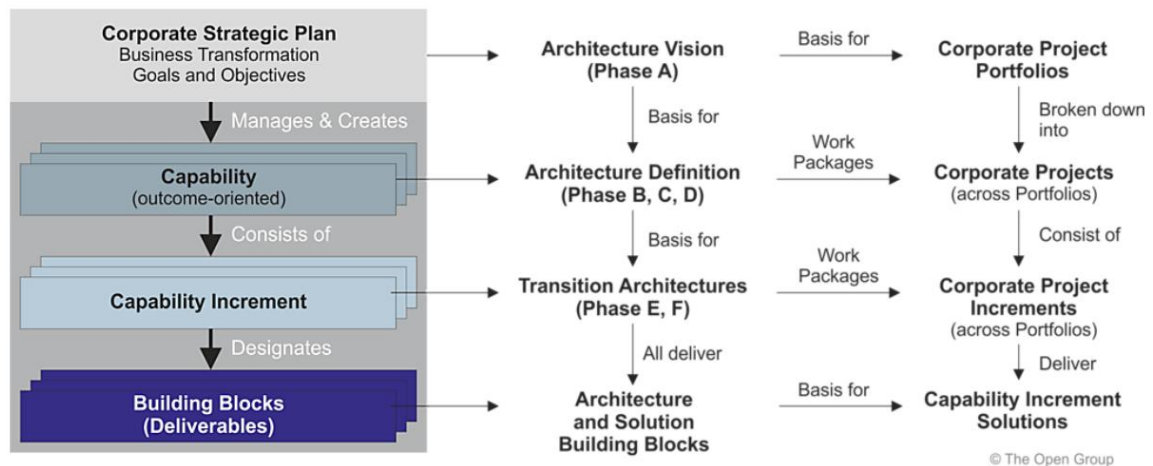 Corporate Strategic Plan
Business Transformation
Goals and Objectives
Architecture Vision
(Phase A)
Basis for
Corporate Project
Portfolios
Manages & Creates
Basis for
Broken down
into
Capability
(outcome-oriented)
Architecture Definition
(Phase B, C, D)
Work
Packages
Corporate Projects
(across Portfolios)
Consists of
Basis for
Consist of
Capability Increment
Transition Architectures
(Phase E, F)
Work
Packages
Corporate Project
Increments
(across Portfolios)
Designates
All deliver
Deliver
Building Blocks
(Deliverables)
Architecture
and Solution
Building Blocks
Basis for
Capability Increment
Solutions
© The Open Group